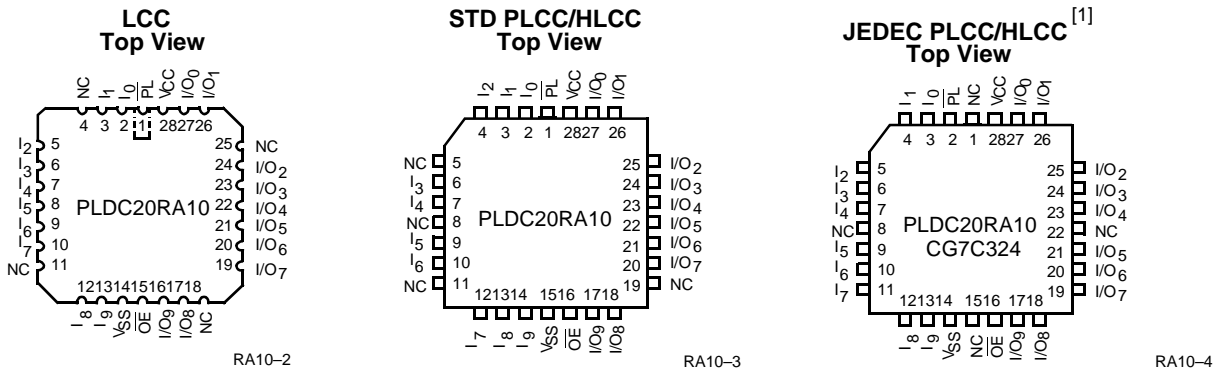 LCC
Top View
NC I1 I0 PL VCC I/O0 I/O1
4 3 2 1 28 27 26
I2 5
I3 6
I4 7
I5 8
I6 9
I7 10
NC 11
PLDC20RA10
25 NC
24 I/O2
23 I/O3
22 I/O4
21 I/O5
20 I/O6
19 I/O7
12 13 14 15 16 17 18
I8 I9 VSS OE I/O9 I/O8 NC
RA10–2
STD PLCC/HLCC
Top View
I2 I1 I0 PL VCC I/O0 I/O1
4 3 2 1 28 27 26
NC 5
I3 6
I4 7
NC 8
I5 9
I6 10
NC 11
PLDC20RA10
25 I/O2
24 I/O3
23 I/O4
22 I/O5
21 I/O6
20 I/O7
19 NC
12 13 14 15 16 17 18
I7 I8 I9 VSS OE I/O9 I/O8
RA10–3
JEDEC PLCC/HLCC [1]
Top View
I1 I0 PL NC VCC I/O0 I/O1
4 3 2 1 28 27 26
I2 5
I3 6
I4 7
NC 8
I5 9
I6 10
I7 11
PLDC20RA10
CG7C324
25 I/O2
24 I/O3
23 I/O4
22 NC
21 I/O5
20 I/O6
19 I/O7
12 13 14 15 16 17 18
I8 I9 VSS NC OE I/O9 I/O8
RA10–4